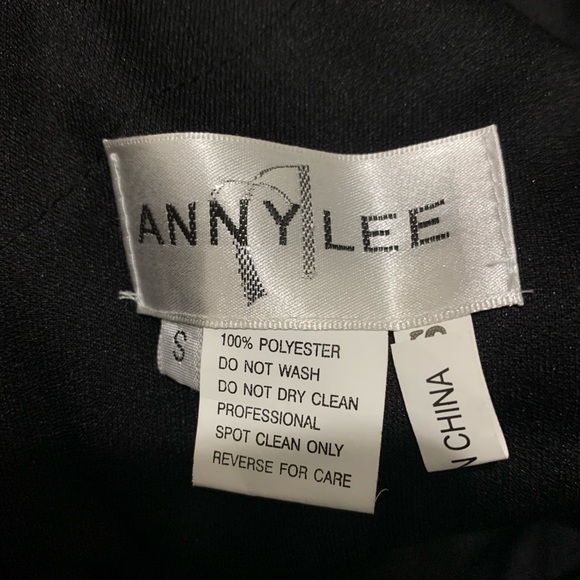 ANNY LEE
S
100% POLYESTER
DO NOT WASH
DO NOT DRY CLEAN
PROFESSIONAL
SPOT CLEAN ONLY
REVERSE FOR CARE
N CHINA